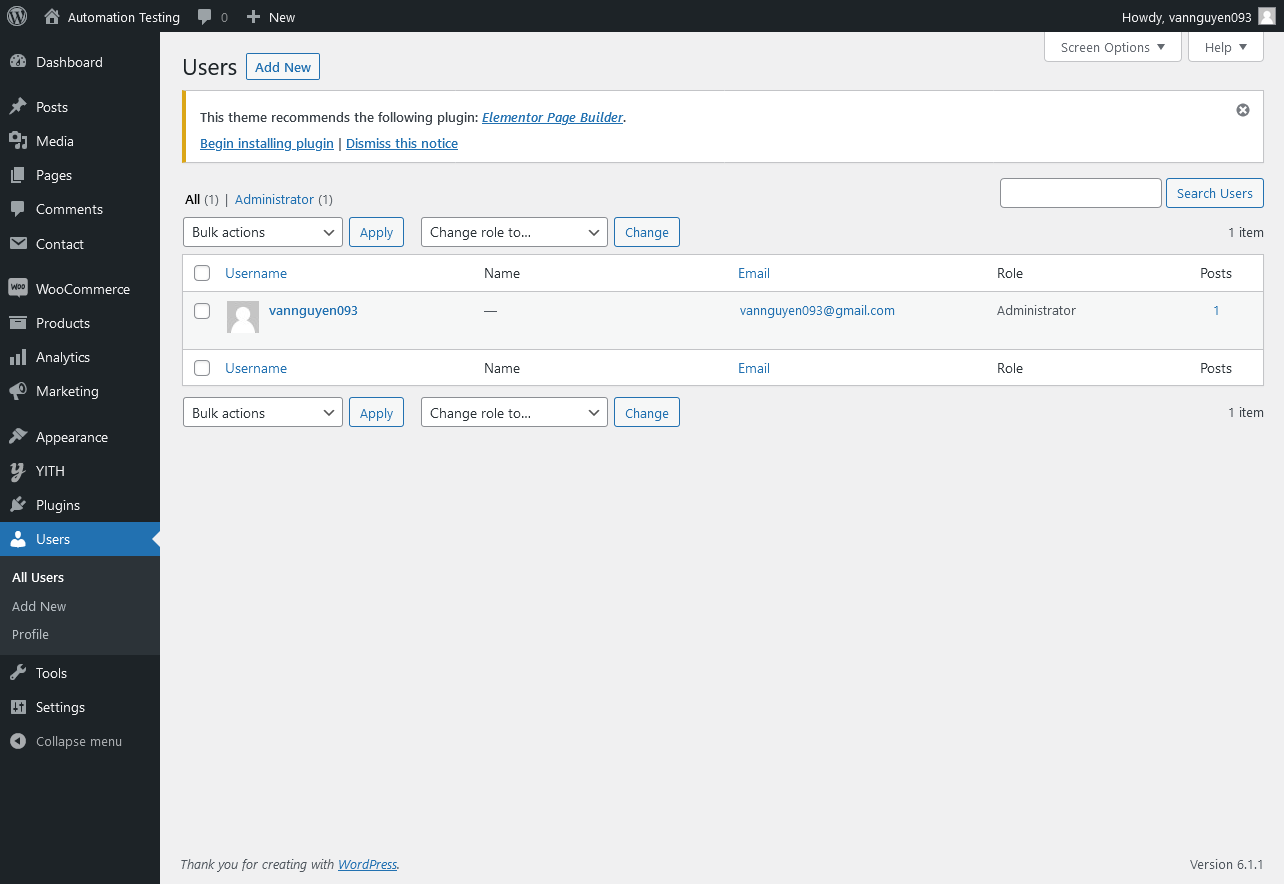 Automation Testing 0 New Howdy, vannguyen093
Screen Options Help
Dashboard
Posts
Media
Pages
Comments
Contact
WooCommerce
Products
Analytics
Marketing
Appearance
YITH
Plugins
Users
All Users
Add New
Profile
Tools
Settings
Collapse menu
Users Add New
This theme recommends the following plugin: Elementor Page Builder.
Begin installing plugin | Dismiss this notice
All (1) | Administrator (1) Search Users
Bulk actions Apply Change role to... Change 1 item
Username Name Email Role Posts
vannguyen093 — vannguyen093@gmail.com Administrator 1
Username Name Email Role Posts
Bulk actions Apply Change role to... Change 1 item
Thank you for creating with WordPress. Version 6.1.1